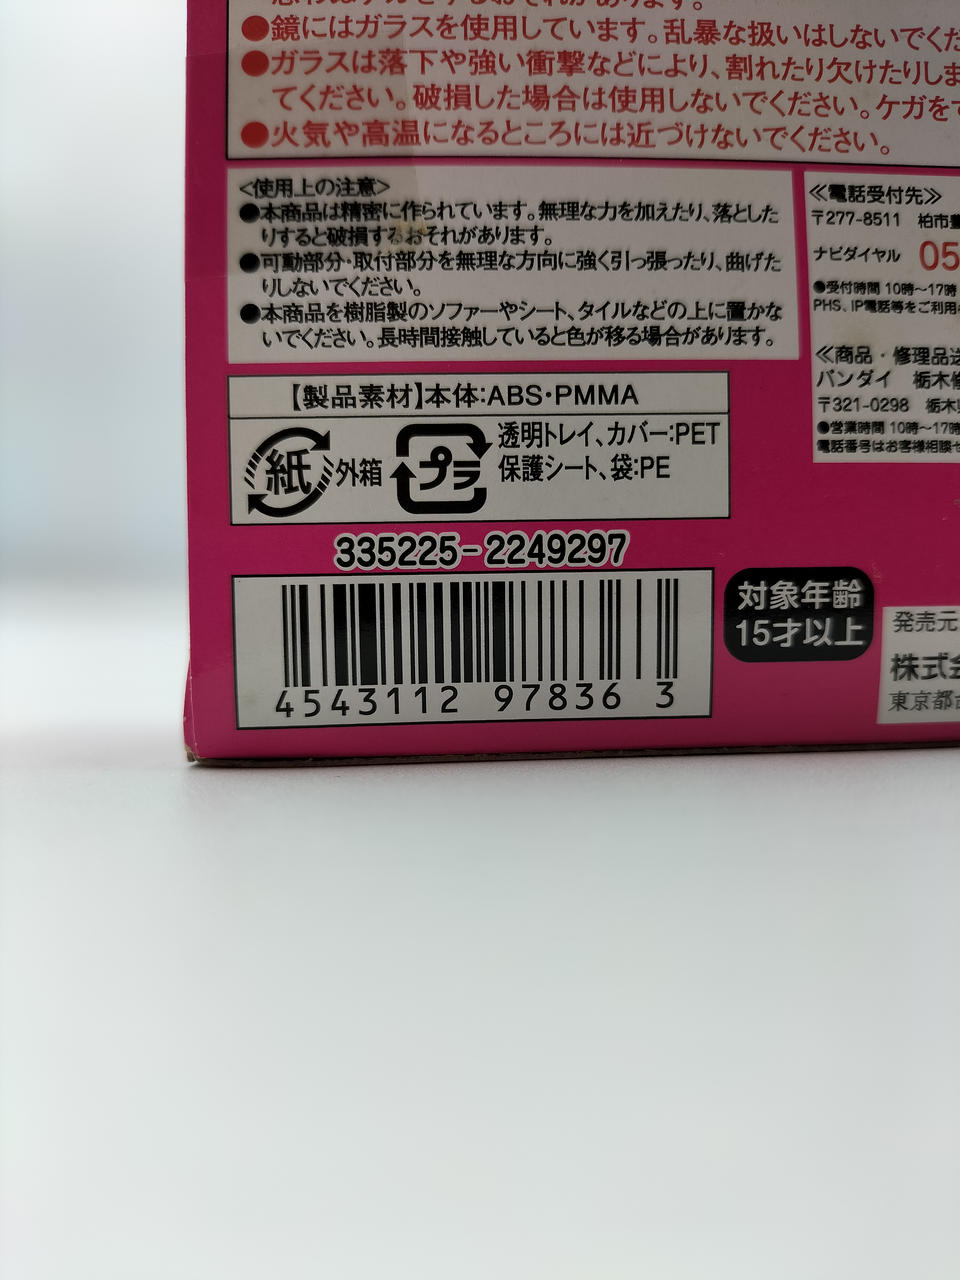 ●鏡にはガラスを使用しています。乱暴な扱いはしないでくだ
●ガラスは落下や強い衝撃などにより、割れたり欠けたりしま
てください。破損した場合は使用しないでください。ケガをす
●火気や高温になるところには近づけないでください。
<使用上の注意>
●本商品は精密に作られています。無理な力を加えたり、落とした
りすると破損するおそれがあります。
●可動部分・取付部分を無理な方向に強く引っ張ったり、曲げた
りしないでください。
●本商品を樹脂製のソファーやシート、タイルなどの上に置かな
いでください。長時間接触していると色が移る場合があります。
≪電話受付先≫
〒277-8511 柏市
ナビダイヤル 05
●受付時間 10時～17時
PHS、IP電話等をご利用
≪商品・修理品送
バンダイ 栃木修
〒321-0298 栃木
●営業時間 10時～17時
電話番号はお客様相談
【製品素材】本体:ABS・PMMA
紙 外箱 プラ
透明トレイ、カバー:PET
保護シート、袋:PE
335225-2249297
4543112 97836 3
対象年齢
15才以上
発売元
株式会
東京都台